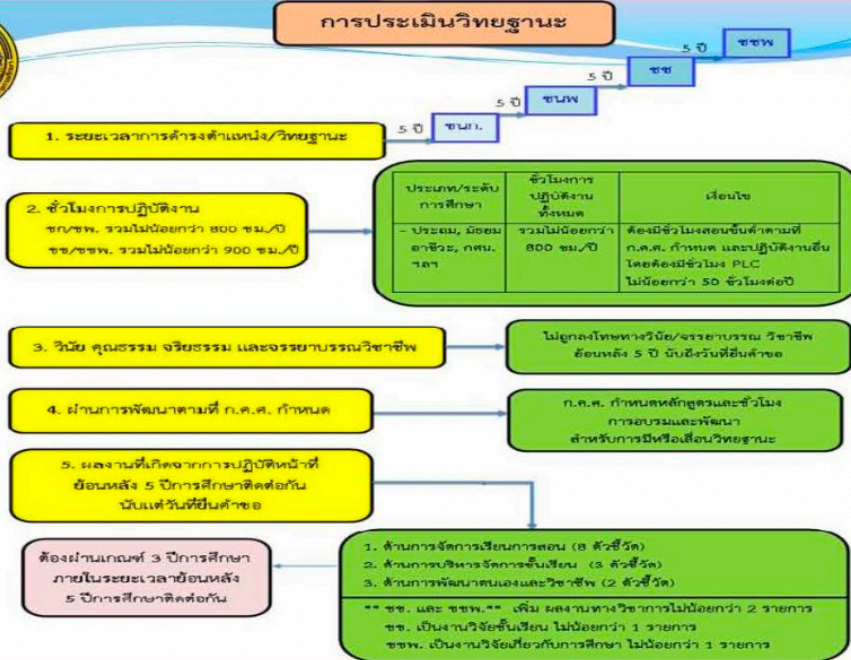 การประเมินวิทยฐานะ
5 ปี
ชนก.
5 ปี
ชนพ
5 ปี
ชช
5 ปี
ชชพ
1. ระยะเวลาการดำรงตำแหน่ง/วิทยฐานะ
2. ชั่วโมงการปฏิบัติงาน
ชก/ชพ. รวมไม่น้อยกว่า 800 ชม./ปี
ชช/ชชพ. รวมไม่น้อยกว่า 900 ชม./ปี
ประเภท/ระดับ
การศึกษา
ชั่วโมงการ
ปฏิบัติงาน
ทั้งหมด
เงื่อนไข
- ประถม, มัธยม
อาชีวะ, กศน.
ฯลฯ
รวมไม่น้อยกว่า
800 ชม./ปี
ต้องมีชั่วโมงสอนขั้นต่ำตามที่
ก.ค.ศ. กำหนด และปฏิบัติงานอื่น
โดยต้องมีชั่วโมง PLC
ไม่น้อยกว่า 50 ชั่วโมงต่อปี
3. วินัย คุณธรรม จริยธรรม และจรรยาบรรณวิชาชีพ
ไม่ถูกลงโทษทางวินัย/จรรยาบรรณ วิชาชีพ
ย้อนหลัง 5 ปี นับถึงวันที่ยื่นคำขอ
4. ผ่านการพัฒนาตามที่ ก.ค.ศ. กำหนด
ก.ค.ศ. กำหนดหลักสูตรและชั่วโมง
การอบรมและพัฒนา
สำหรับการมีหรือเลื่อนวิทยฐานะ
5. ผลงานที่เกิดจากการปฏิบัติหน้าที่
ย้อนหลัง 5 ปีการศึกษาติดต่อกัน
นับแต่วันที่ยื่นคำขอ
ต้องผ่านเกณฑ์ 3 ปีการศึกษา
ภายในระยะเวลาย้อนหลัง
5 ปีการศึกษาติดต่อกัน
1. ด้านการจัดการเรียนการสอน (8 ตัวชี้วัด)
2. ด้านการบริหารจัดการชั้นเรียน (3 ตัวชี้วัด)
3. ด้านการพัฒนาตนเองและวิชาชีพ (2 ตัวชี้วัด)
** ชช. และ ชชพ.** เพิ่ม ผลงานทางวิชาการไม่น้อยกว่า 2 รายการ
ชช. เป็นงานวิจัยชั้นเรียน ไม่น้อยกว่า 1 รายการ
ชชพ. เป็นงานวิจัยเกี่ยวกับการศึกษา ไม่น้อยกว่า 1 รายการ